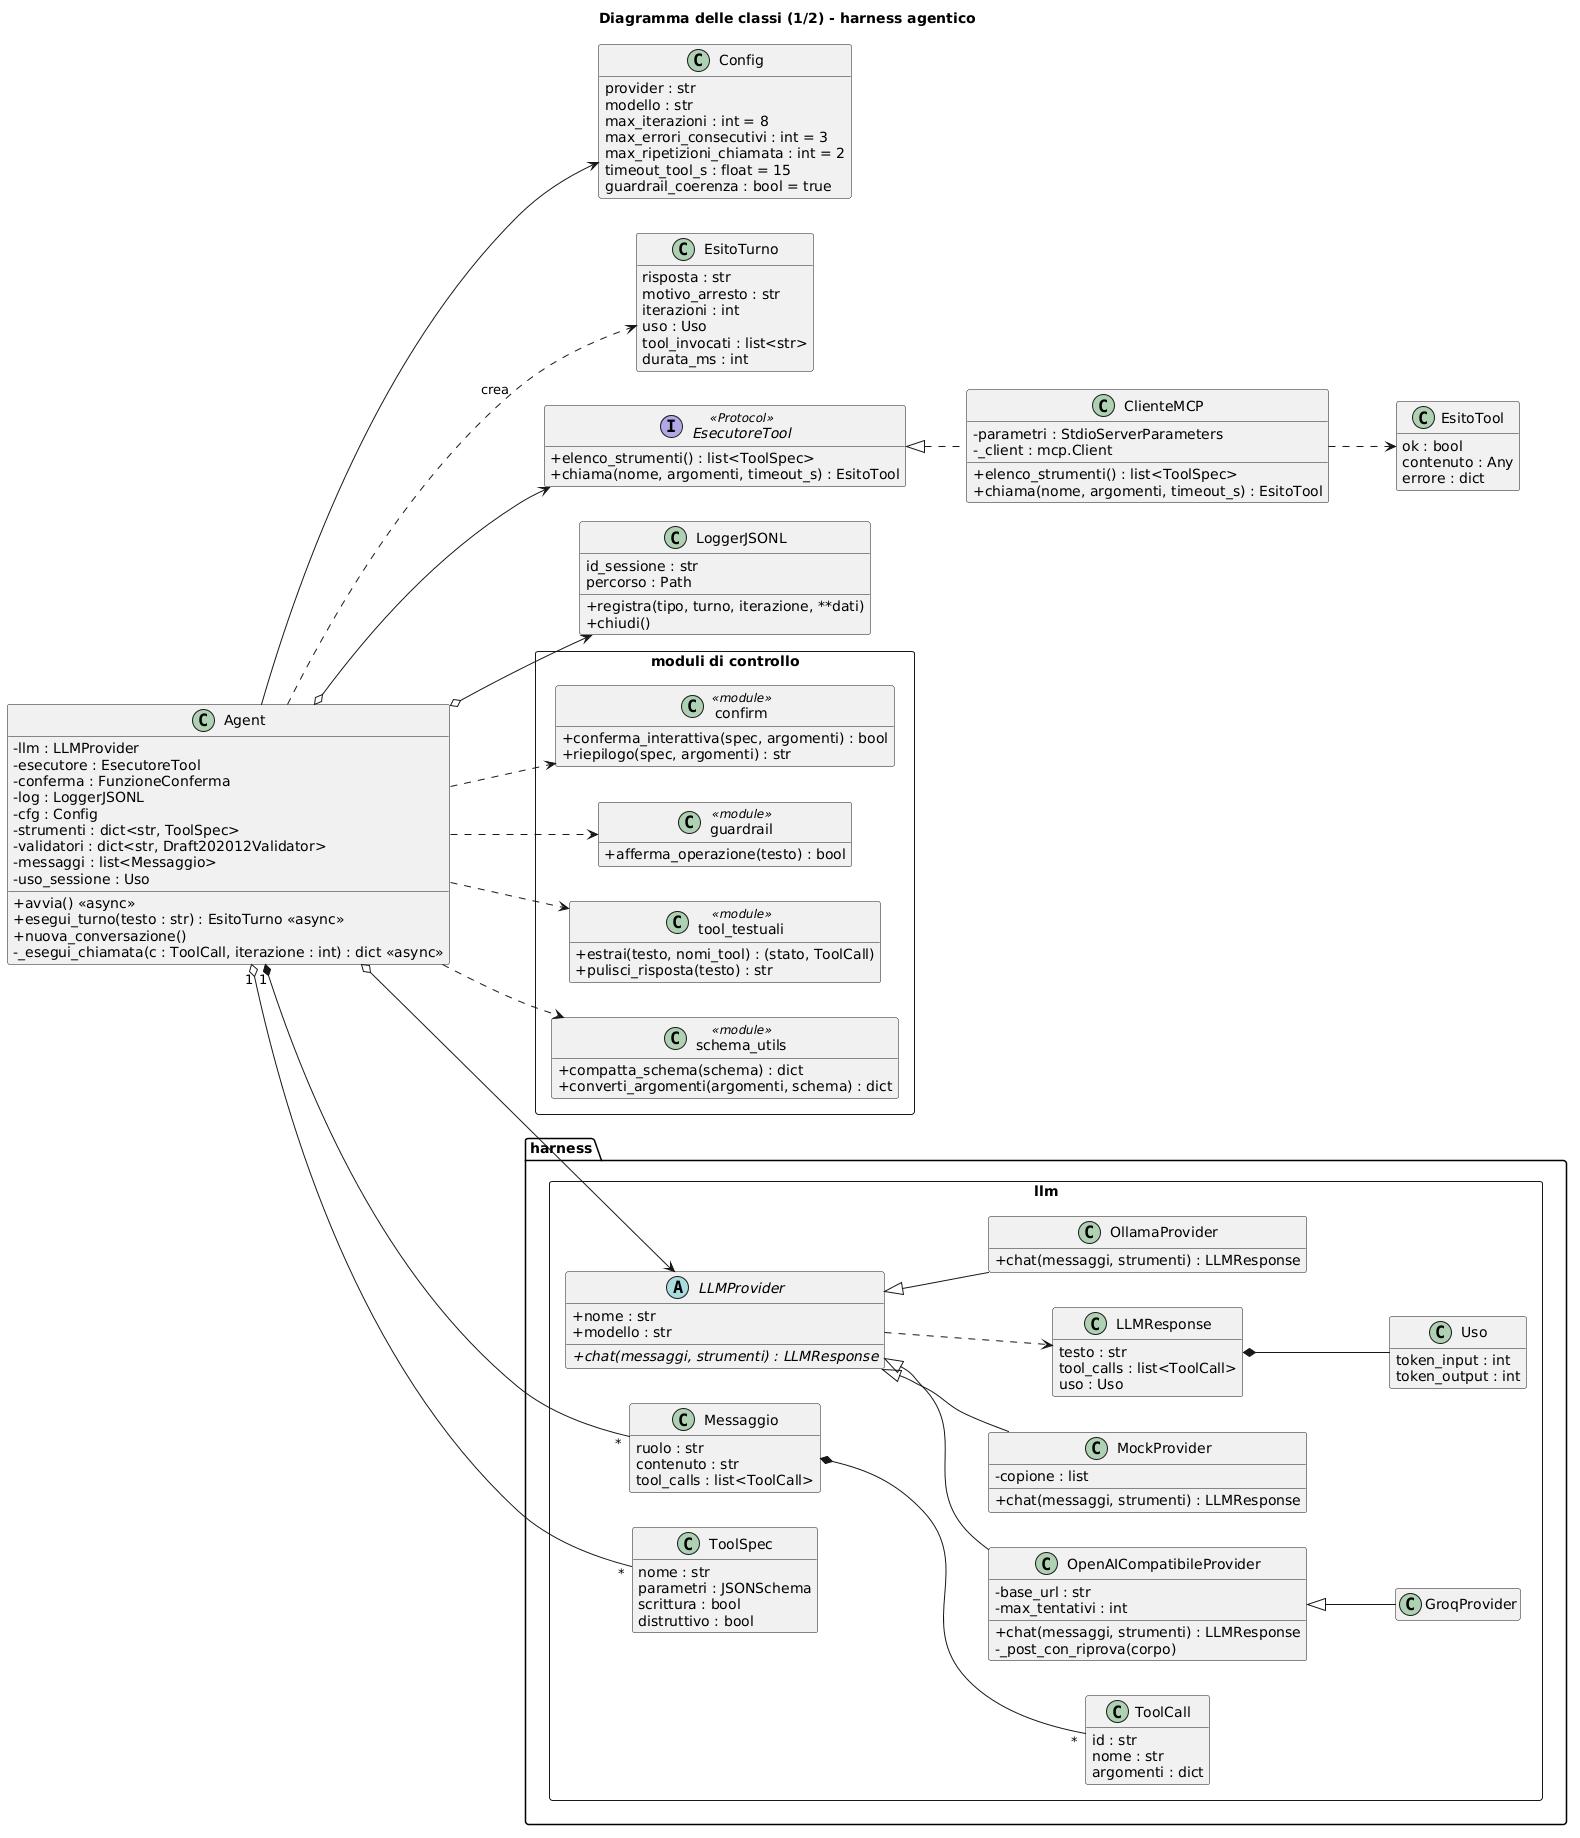 Diagramma delle classi (1/2) - harness agentico
C Config
provider : str
modello : str
max_iterazioni : int = 8
max_errori_consecutivi : int = 3
max_ripetizioni_chiamata : int = 2
timeout_tool_s : float = 15
guardrail_coerenza : bool = true
C EsitoTurno
risposta : str
motivo_arresto : str
iterazioni : int
uso : Uso
tool_invocati : list<str>
durata_ms : int
crea
I «Protocol»
EsecutoreTool
+elenco_strumenti() : list<ToolSpec>
+chiama(nome, argomenti, timeout_s) : EsitoTool
C ClienteMCP
-parametri : StdioServerParameters
-_client : mcp.Client
+elenco_strumenti() : list<ToolSpec>
+chiama(nome, argomenti, timeout_s) : EsitoTool
C EsitoTool
ok : bool
contenuto : Any
errore : dict
C LoggerJSONL
id_sessione : str
percorso : Path
+registra(tipo, turno, iterazione, **dati)
+chiudi()
C Agent
-llm : LLMProvider
-esecutore : EsecutoreTool
-conferma : FunzioneConferma
-log : LoggerJSONL
-cfg : Config
-strumenti : dict<str, ToolSpec>
-validatori : dict<str, Draft202012Validator>
-messaggi : list<Messaggio>
-uso_sessione : Uso
+avvia() «async»
+esegui_turno(testo : str) : EsitoTurno «async»
+nuova_conversazione()
-_esegui_chiamata(c : ToolCall, iterazione : int) : dict «async»
1 1
moduli di controllo
C «module»
confirm
+conferma_interattiva(spec, argomenti) : bool
+riepilogo(spec, argomenti) : str
C «module»
guardrail
+afferma_operazione(testo) : bool
C «module»
tool_testuali
+estrai(testo, nomi_tool) : (stato, ToolCall)
+pulisci_risposta(testo) : str
C «module»
schema_utils
+compatta_schema(schema) : dict
+converti_argomenti(argomenti, schema) : dict
harness
llm
A LLMProvider
+nome : str
+modello : str
+chat(messaggi, strumenti) : LLMResponse
C OllamaProvider
+chat(messaggi, strumenti) : LLMResponse
C LLMResponse
testo : str
tool_calls : list<ToolCall>
uso : Uso
C Uso
token_input : int
token_output : int
C Messaggio
ruolo : str
contenuto : str
tool_calls : list<ToolCall>
*
C MockProvider
-copione : list
+chat(messaggi, strumenti) : LLMResponse
C ToolSpec
nome : str
parametri : JSONSchema
scrittura : bool
distruttivo : bool
*
C OpenAICompatibileProvider
-base_url : str
-max_tentativi : int
+chat(messaggi, strumenti) : LLMResponse
-_post_con_riprova(corpo)
C GroqProvider
C ToolCall
id : str
nome : str
argomenti : dict
*